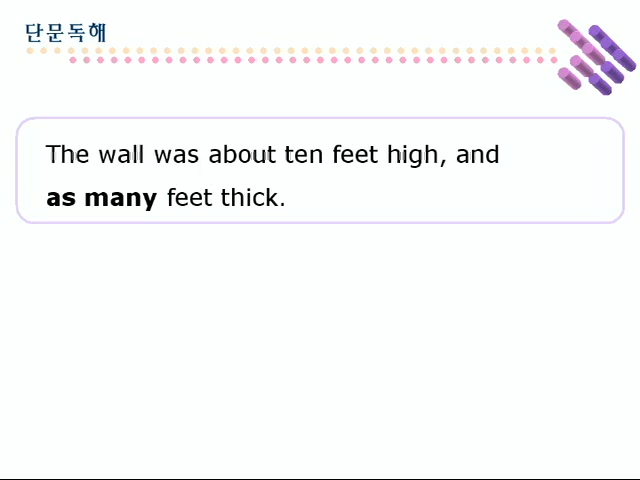 단문독해
The wall was about ten feet high, and
as many feet thick.